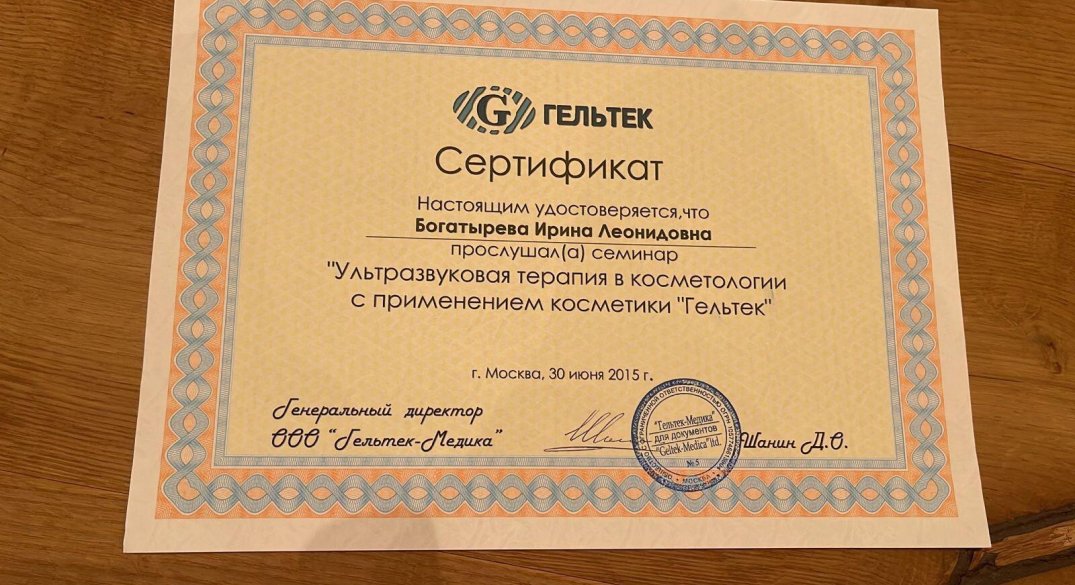 G ГЕЛЬТЕК
Сертификат
Настоящим удостоверяется,что
Богатырева Ирина Леонидовна
прослушал(а) семинар
"Ультразвуковая терапия в косметологии
с применением косметики "Гельтек"
г. Москва, 30 июня 2015 г.
Генеральный директор
ООО "Гельтек-Медика"
"Гельтек-Медика"
для документов
"Geltek-Medica" ltd.
№ 5
МОСКВА
Шанин Д.О.